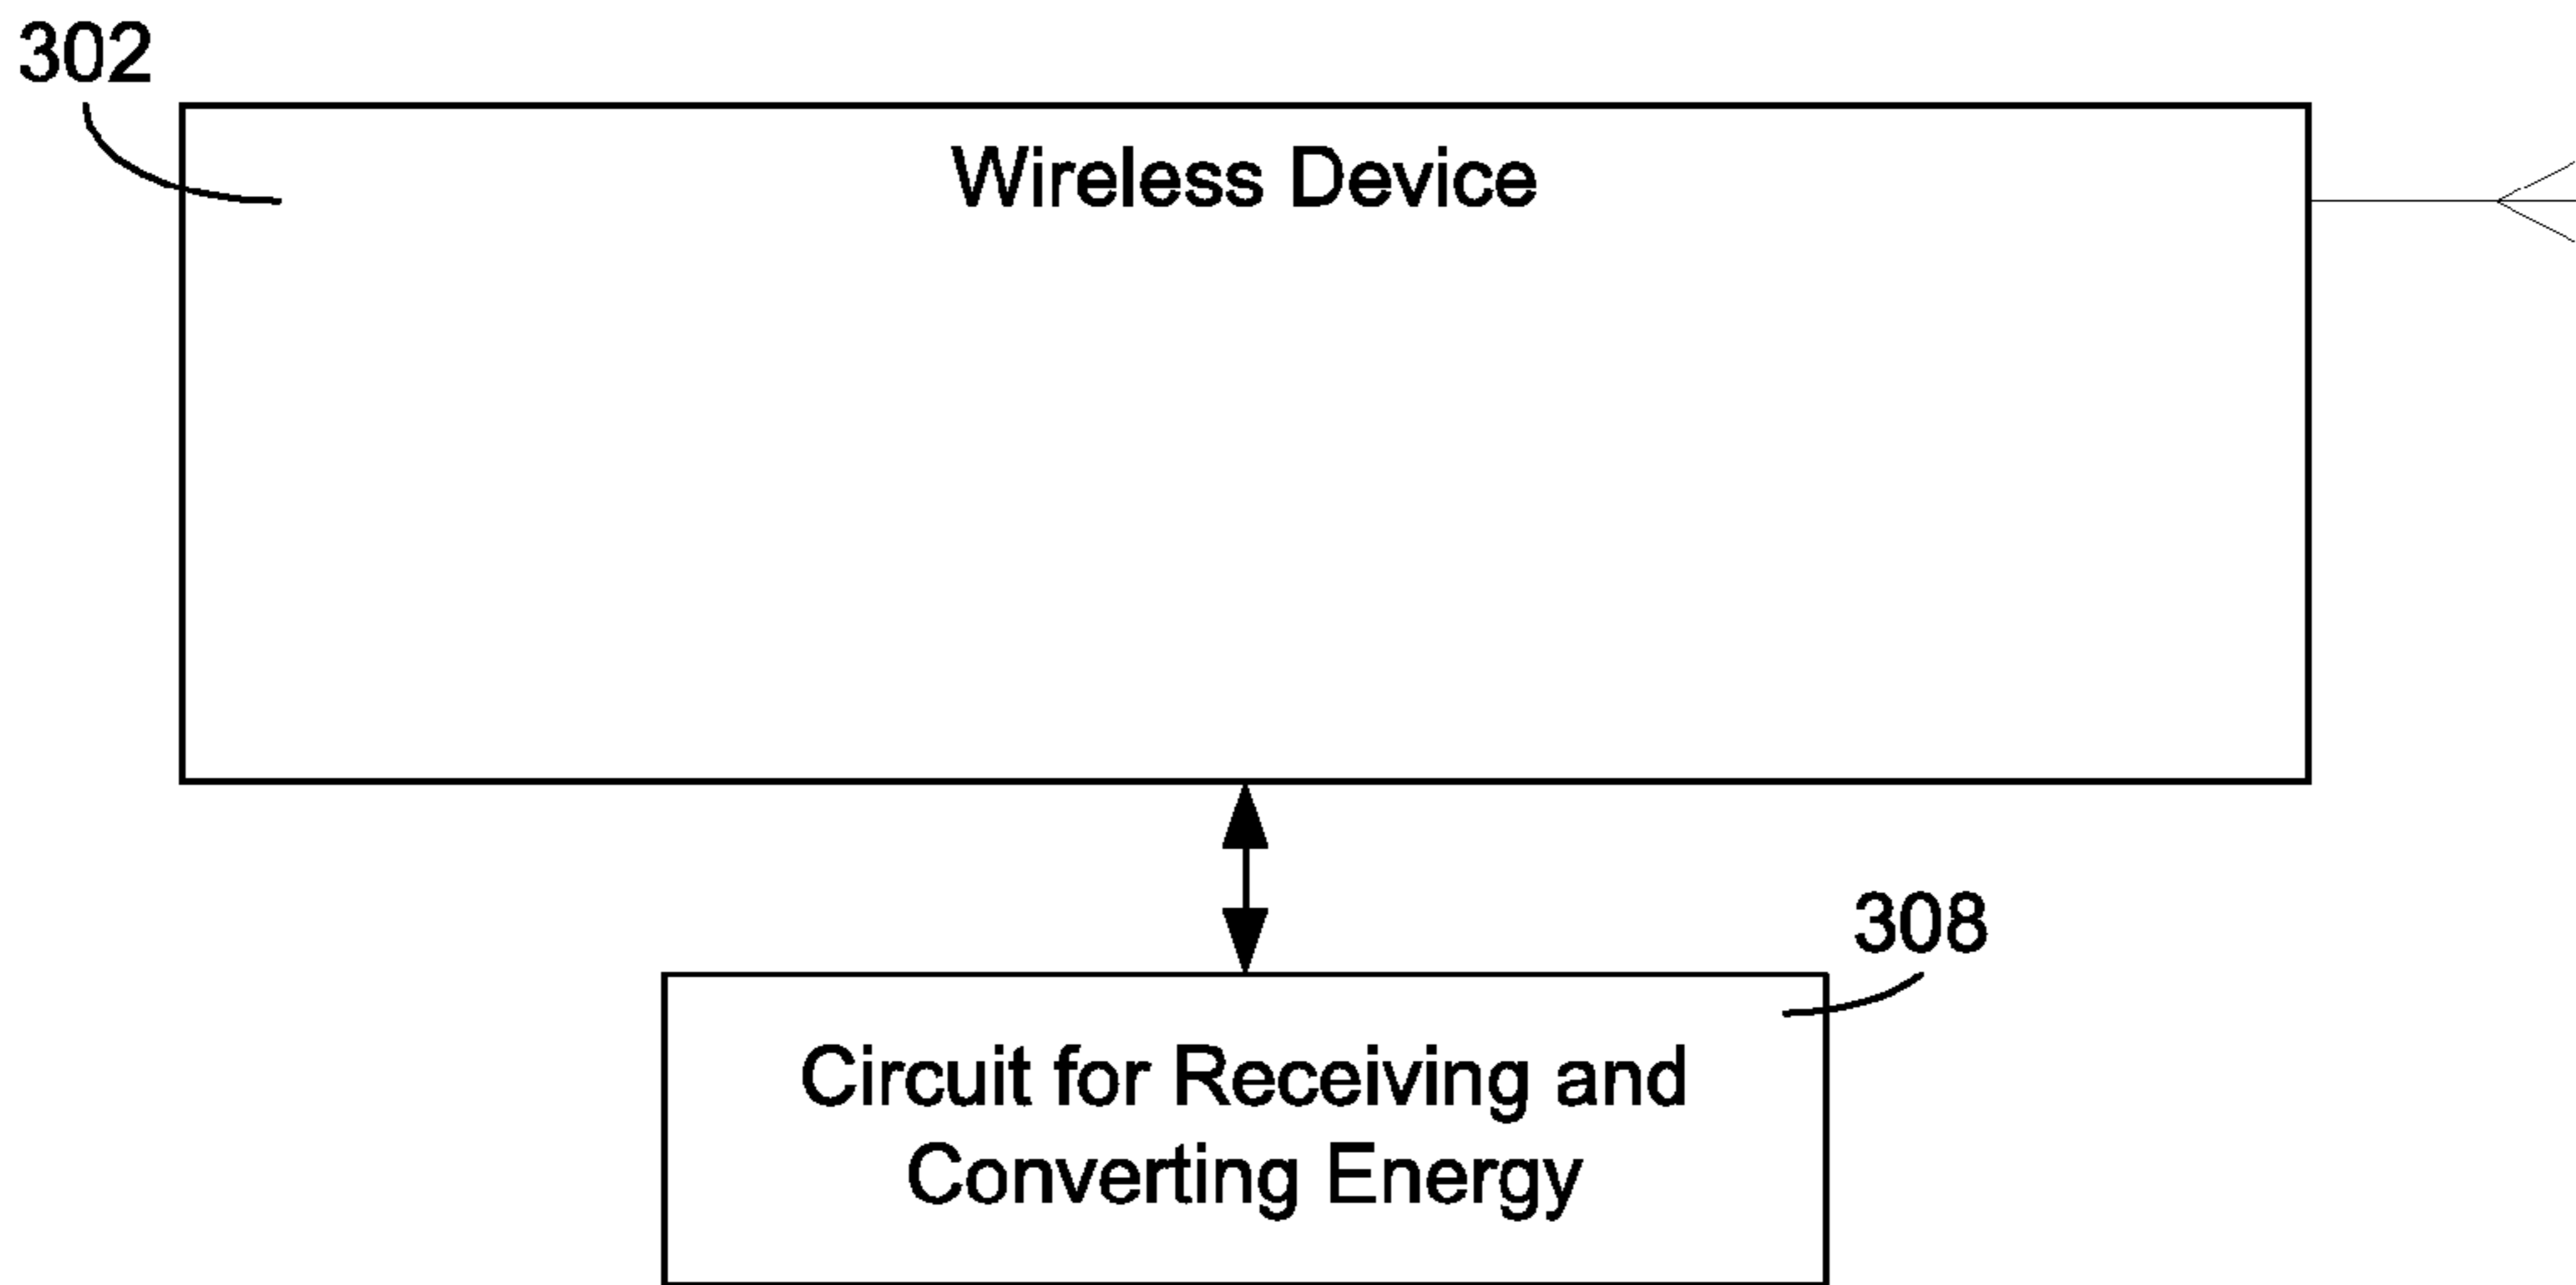 302
Wireless Device
308
Circuit for Receiving and
Converting Energy